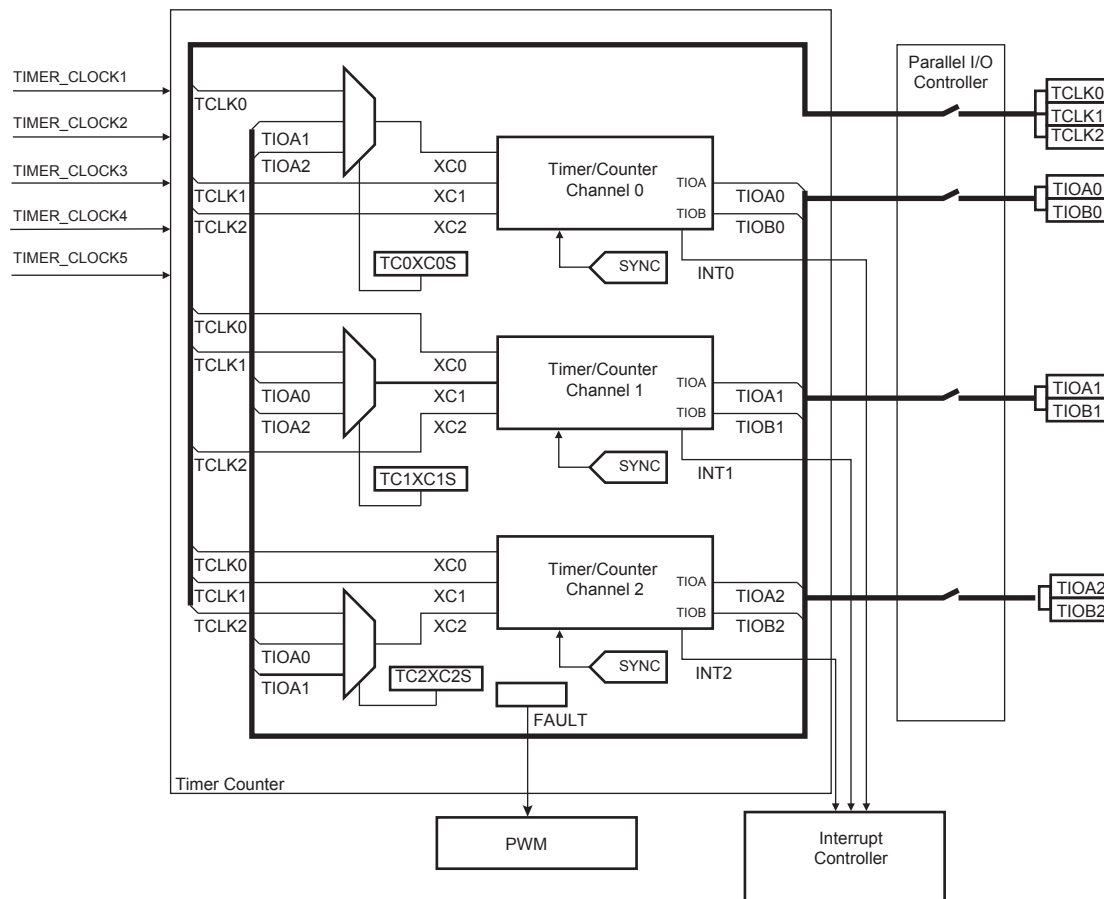 TIMER_CLOCK1
TIMER_CLOCK2
TIMER_CLOCK3
TIMER_CLOCK4
TIMER_CLOCK5
TCLK0
TIOA1
TIOA2
TCLK1
TCLK2
XC0
XC1
XC2
TC0XC0S
Timer/Counter
Channel 0
TIOA
TIOB
TIOA0
TIOB0
SYNC
INT0
TCLK0
TCLK1
TIOA0
TIOA2
TCLK2
XC0
XC1
XC2
TC1XC1S
Timer/Counter
Channel 1
TIOA
TIOB
TIOA1
TIOB1
SYNC
INT1
TCLK0
TCLK1
TCLK2
TIOA0
TIOA1
XC0
XC1
XC2
TC2XC2S
Timer/Counter
Channel 2
TIOA
TIOB
TIOA2
TIOB2
SYNC
INT2
FAULT
Timer Counter
PWM
Interrupt
Controller
Parallel I/O
Controller
TCLK0
TCLK1
TCLK2
TIOA0
TIOB0
TIOA1
TIOB1
TIOA2
TIOB2